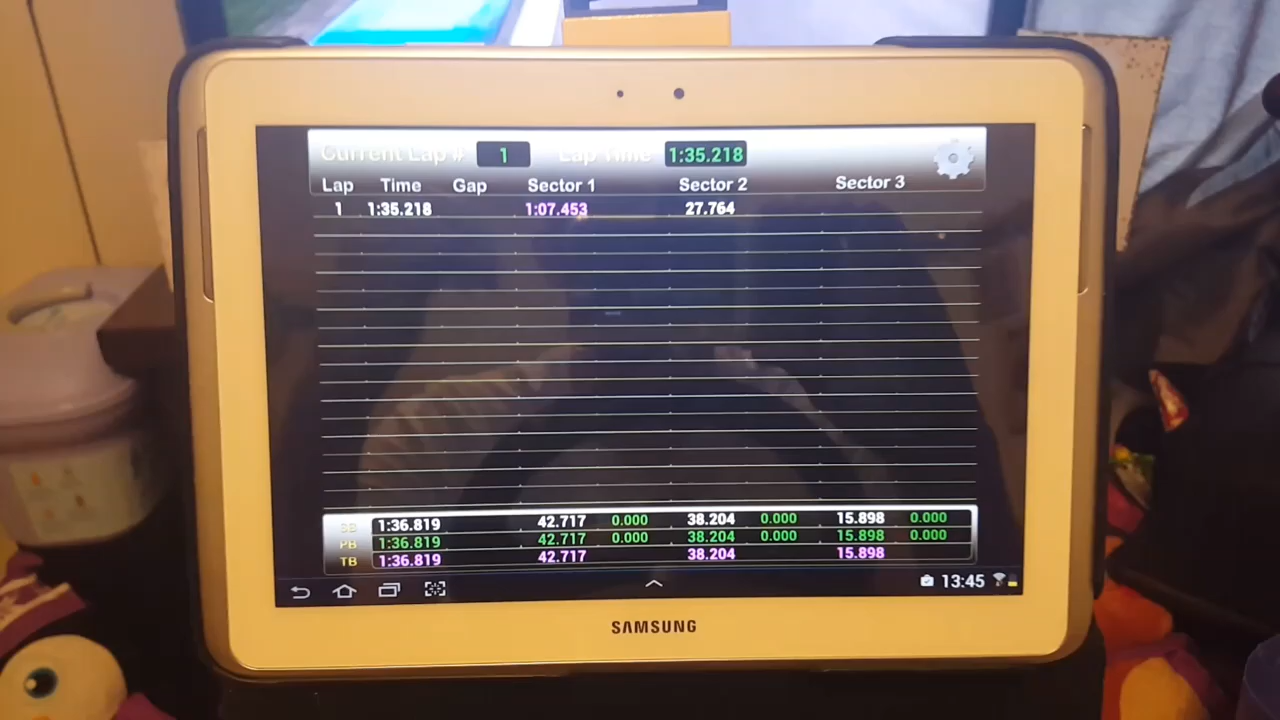 Current Lap # 1 Lap Time 1:35.218
Lap Time Gap Sector 1 Sector 2 Sector 3
1 1:35.218 1:07.453 27.764
SB 1:36.819 42.717 0.000 38.204 0.000 15.898 0.000
PB 1:36.819 42.717 0.000 38.204 0.000 15.898 0.000
TB 1:36.819 42.717 38.204 15.898
13:45
SAMSUNG